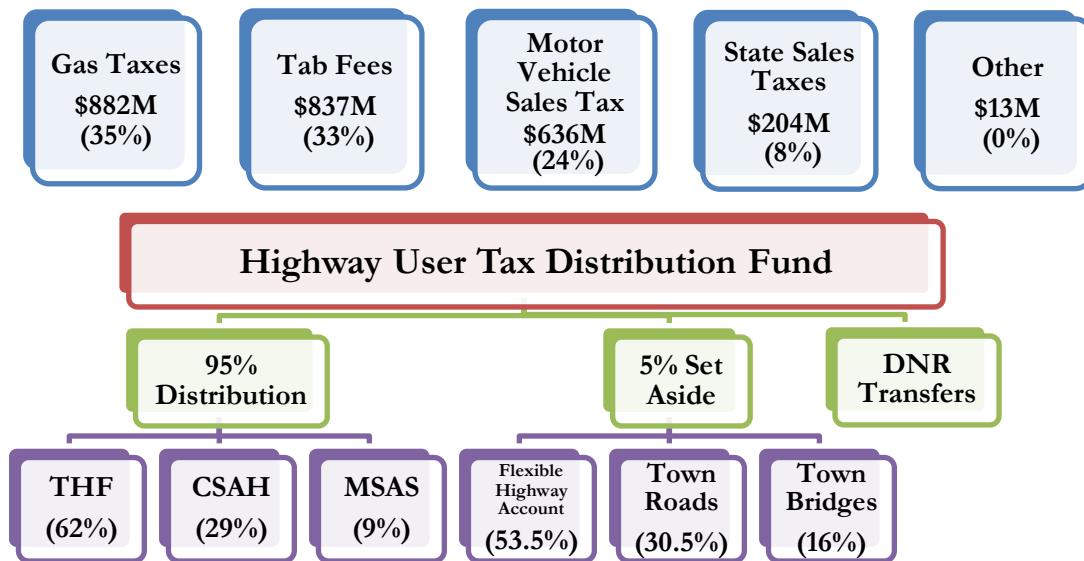 Gas Taxes
$882M
(35%)
Tab Fees
$837M
(33%)
Motor
Vehicle
Sales Tax
$636M
(24%)
State Sales
Taxes
$204M
(8%)
Other
$13M
(0%)
Highway User Tax Distribution Fund
95%
Distribution
5% Set
Aside
DNR
Transfers
THF
(62%)
CSAH
(29%)
MSAS
(9%)
Flexible
Highway
Account
(53.5%)
Town
Roads
(30.5%)
Town
Bridges
(16%)